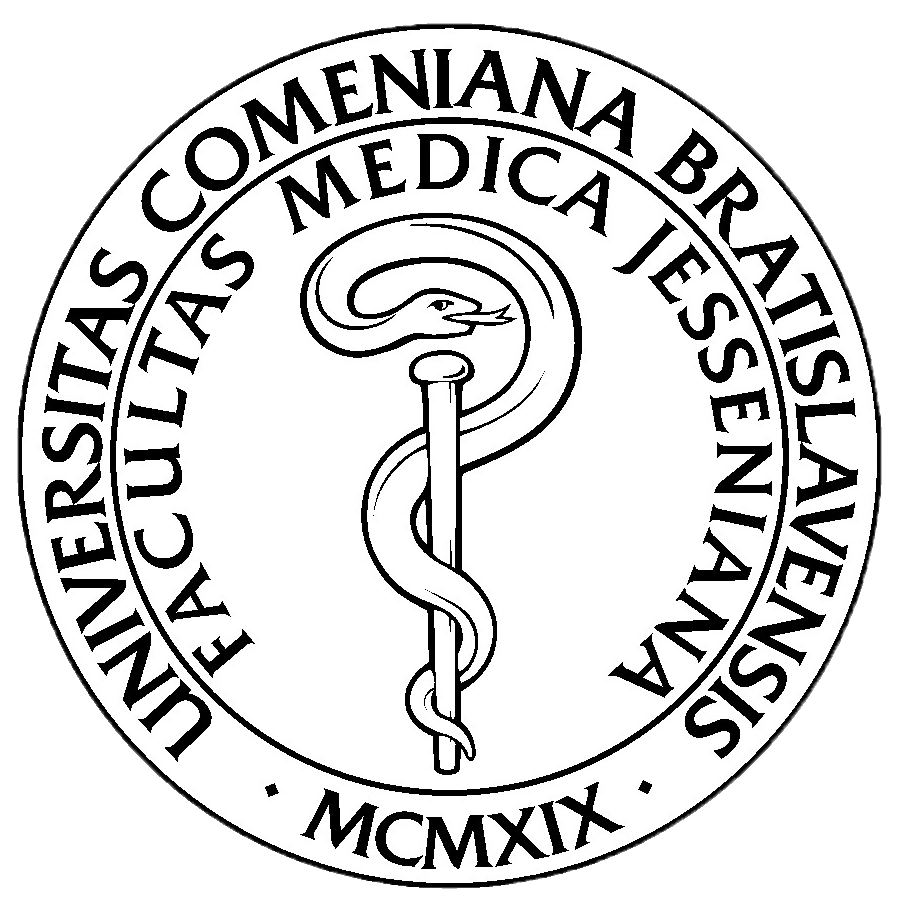 UNIVERSITAS COMENIANA BRATISLAVENSIS
FACULTAS MEDICA JESSENIANA
· MCMXIX ·